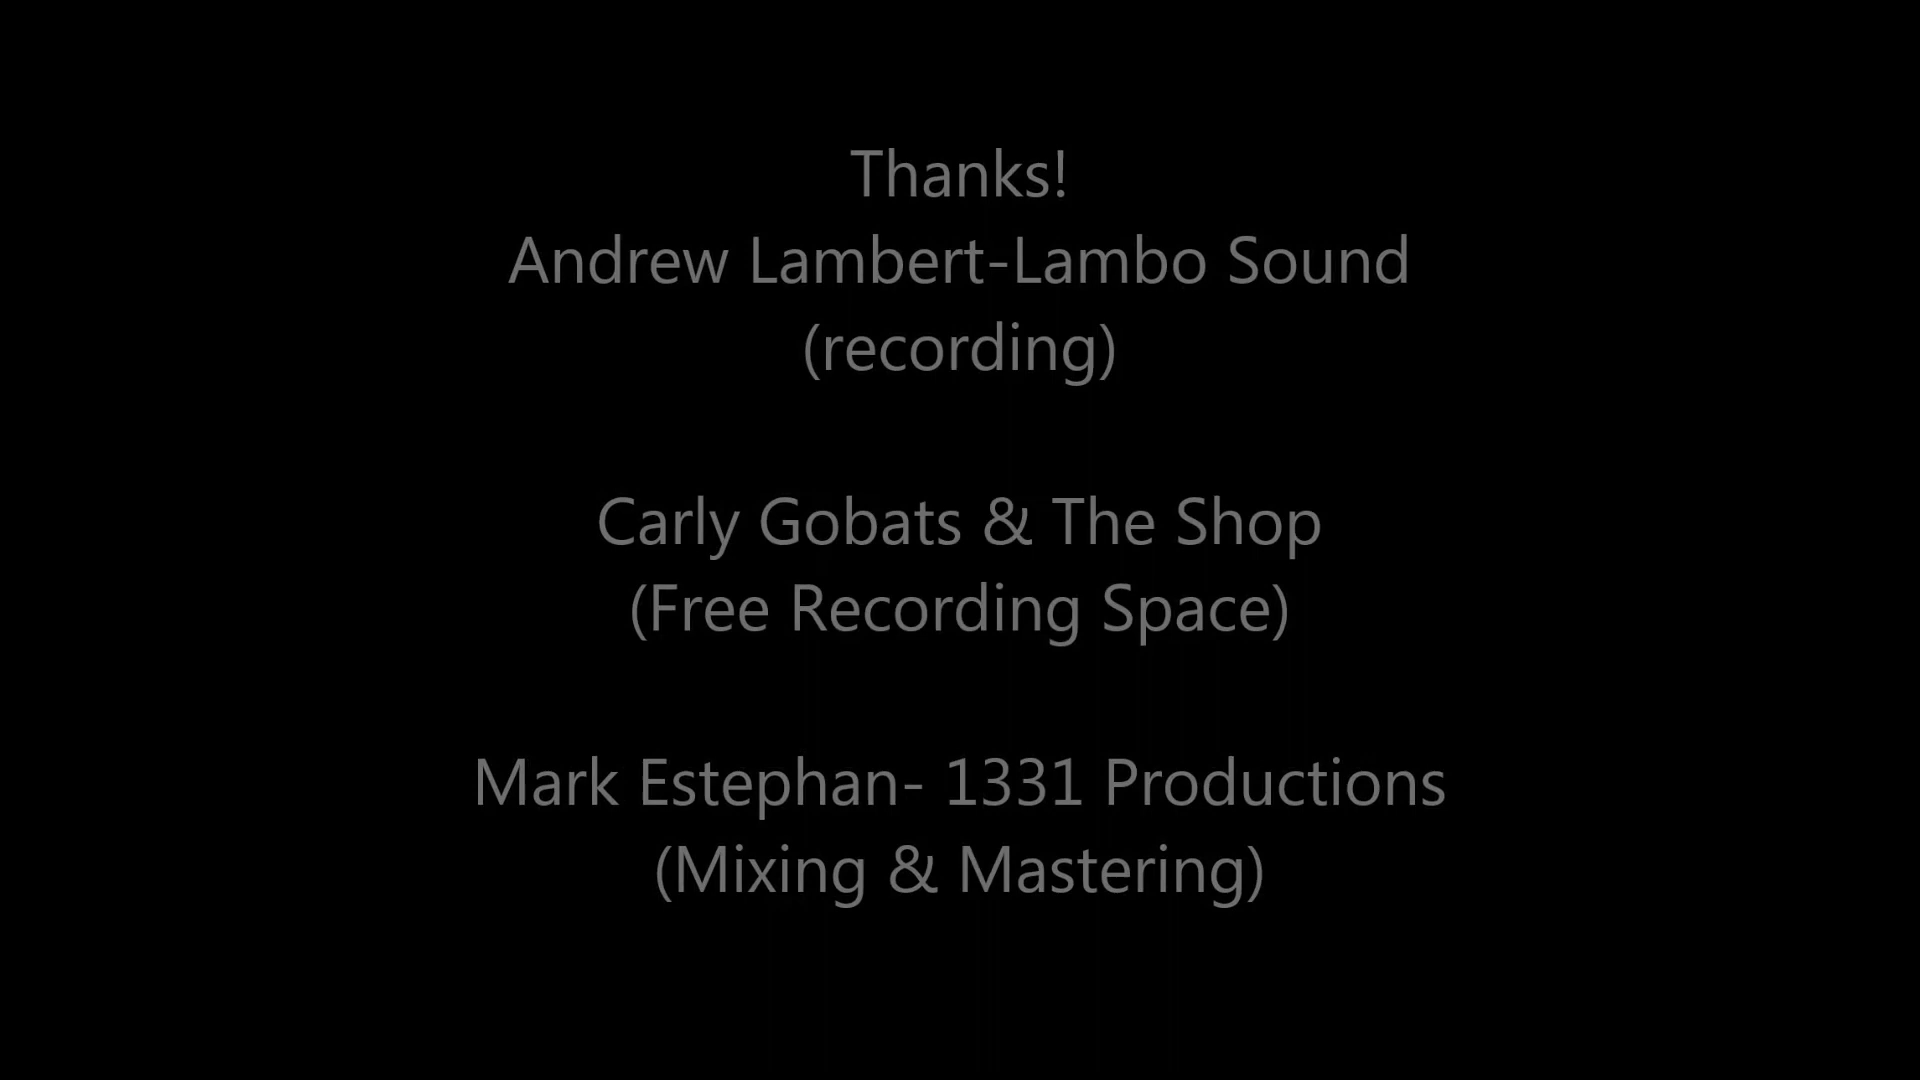 Thanks!
Andrew Lambert-Lambo Sound
(recording)
Carly Gobats & The Shop
(Free Recording Space)
Mark Estephan- 1331 Productions
(Mixing & Mastering)